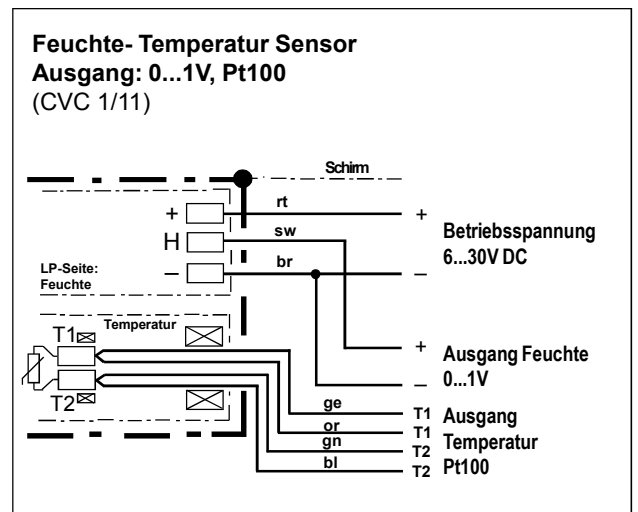 Feuchte- Temperatur Sensor
Ausgang: 0...1V, Pt100
(CVC 1/11)
Schirm
+ rt +
H sw
Betriebsspannung
6...30V DC
– br –
LP-Seite:
Feuchte
Temperatur
T1
T2
+ Ausgang Feuchte
– 0...1V
ge T1 Ausgang
or T1
Temperatur
gn T2
bl T2 Pt100